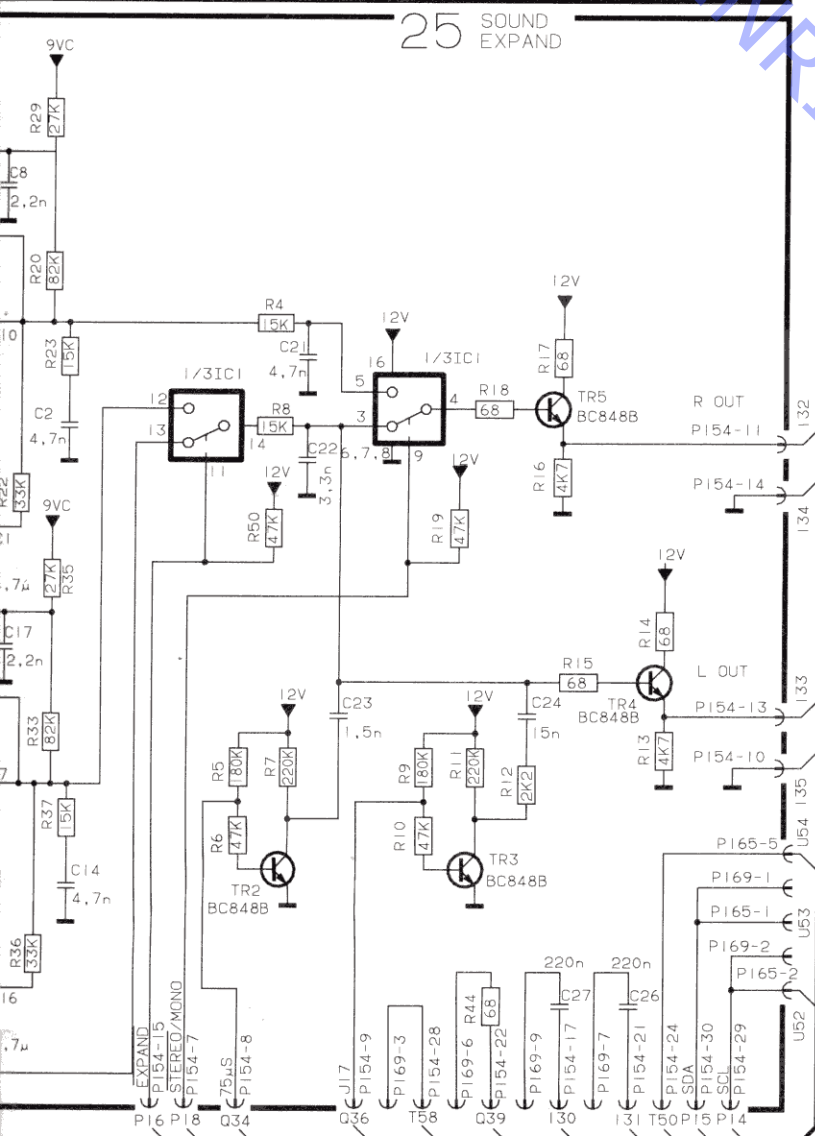 25 SOUND
EXPAND
9VC
R29
27K
C8
2,2n
R20
82K
10
R23
15K
C2
4,7n
R22
33K
R4
15K
C21
4,7n
12V
16
1/3IC1
5
3
4
6.7.8
9
1/3IC1
12
13
14
11
R8
15K
C22
3,3n
R18
68
12V
R17
68
TR5
BC848B
R16
4K7
R OUT
P154-11
132
P154-14
134
12V
R50
47K
12V
R19
47K
9VC
27K
R35
.7µ
C17
2,2n
R33
82K
7
R37
15K
C14
4,7n
R36
33K
16
.7µ
12V
R14
68
R15
68
TR4
BC848B
R13
4K7
L OUT
P154-13
133
P154-10
135
12V
C23
1,5n
R5
180K
R7
220K
R6
47K
TR2
BC848B
12V
C24
15n
R9
180K
R11
220K
R12
2K2
R10
47K
TR3
BC848B
P165-5
U54
P169-1
P165-1
U53
P169-2
P165-2
U52
220n
C27
220n
C26
R44
68
EXPAND
P154-15
STEREO/MONO
P154-7
75µS
P154-8
J17
P154-9
P169-3
P154-28
P169-6
P154-22
P169-9
P154-17
P169-7
P154-21
P154-24
SDA
P154-30
SCL
P154-29
P16 P18 Q34 Q36 T58 Q39 130 131 T50 P15 P14